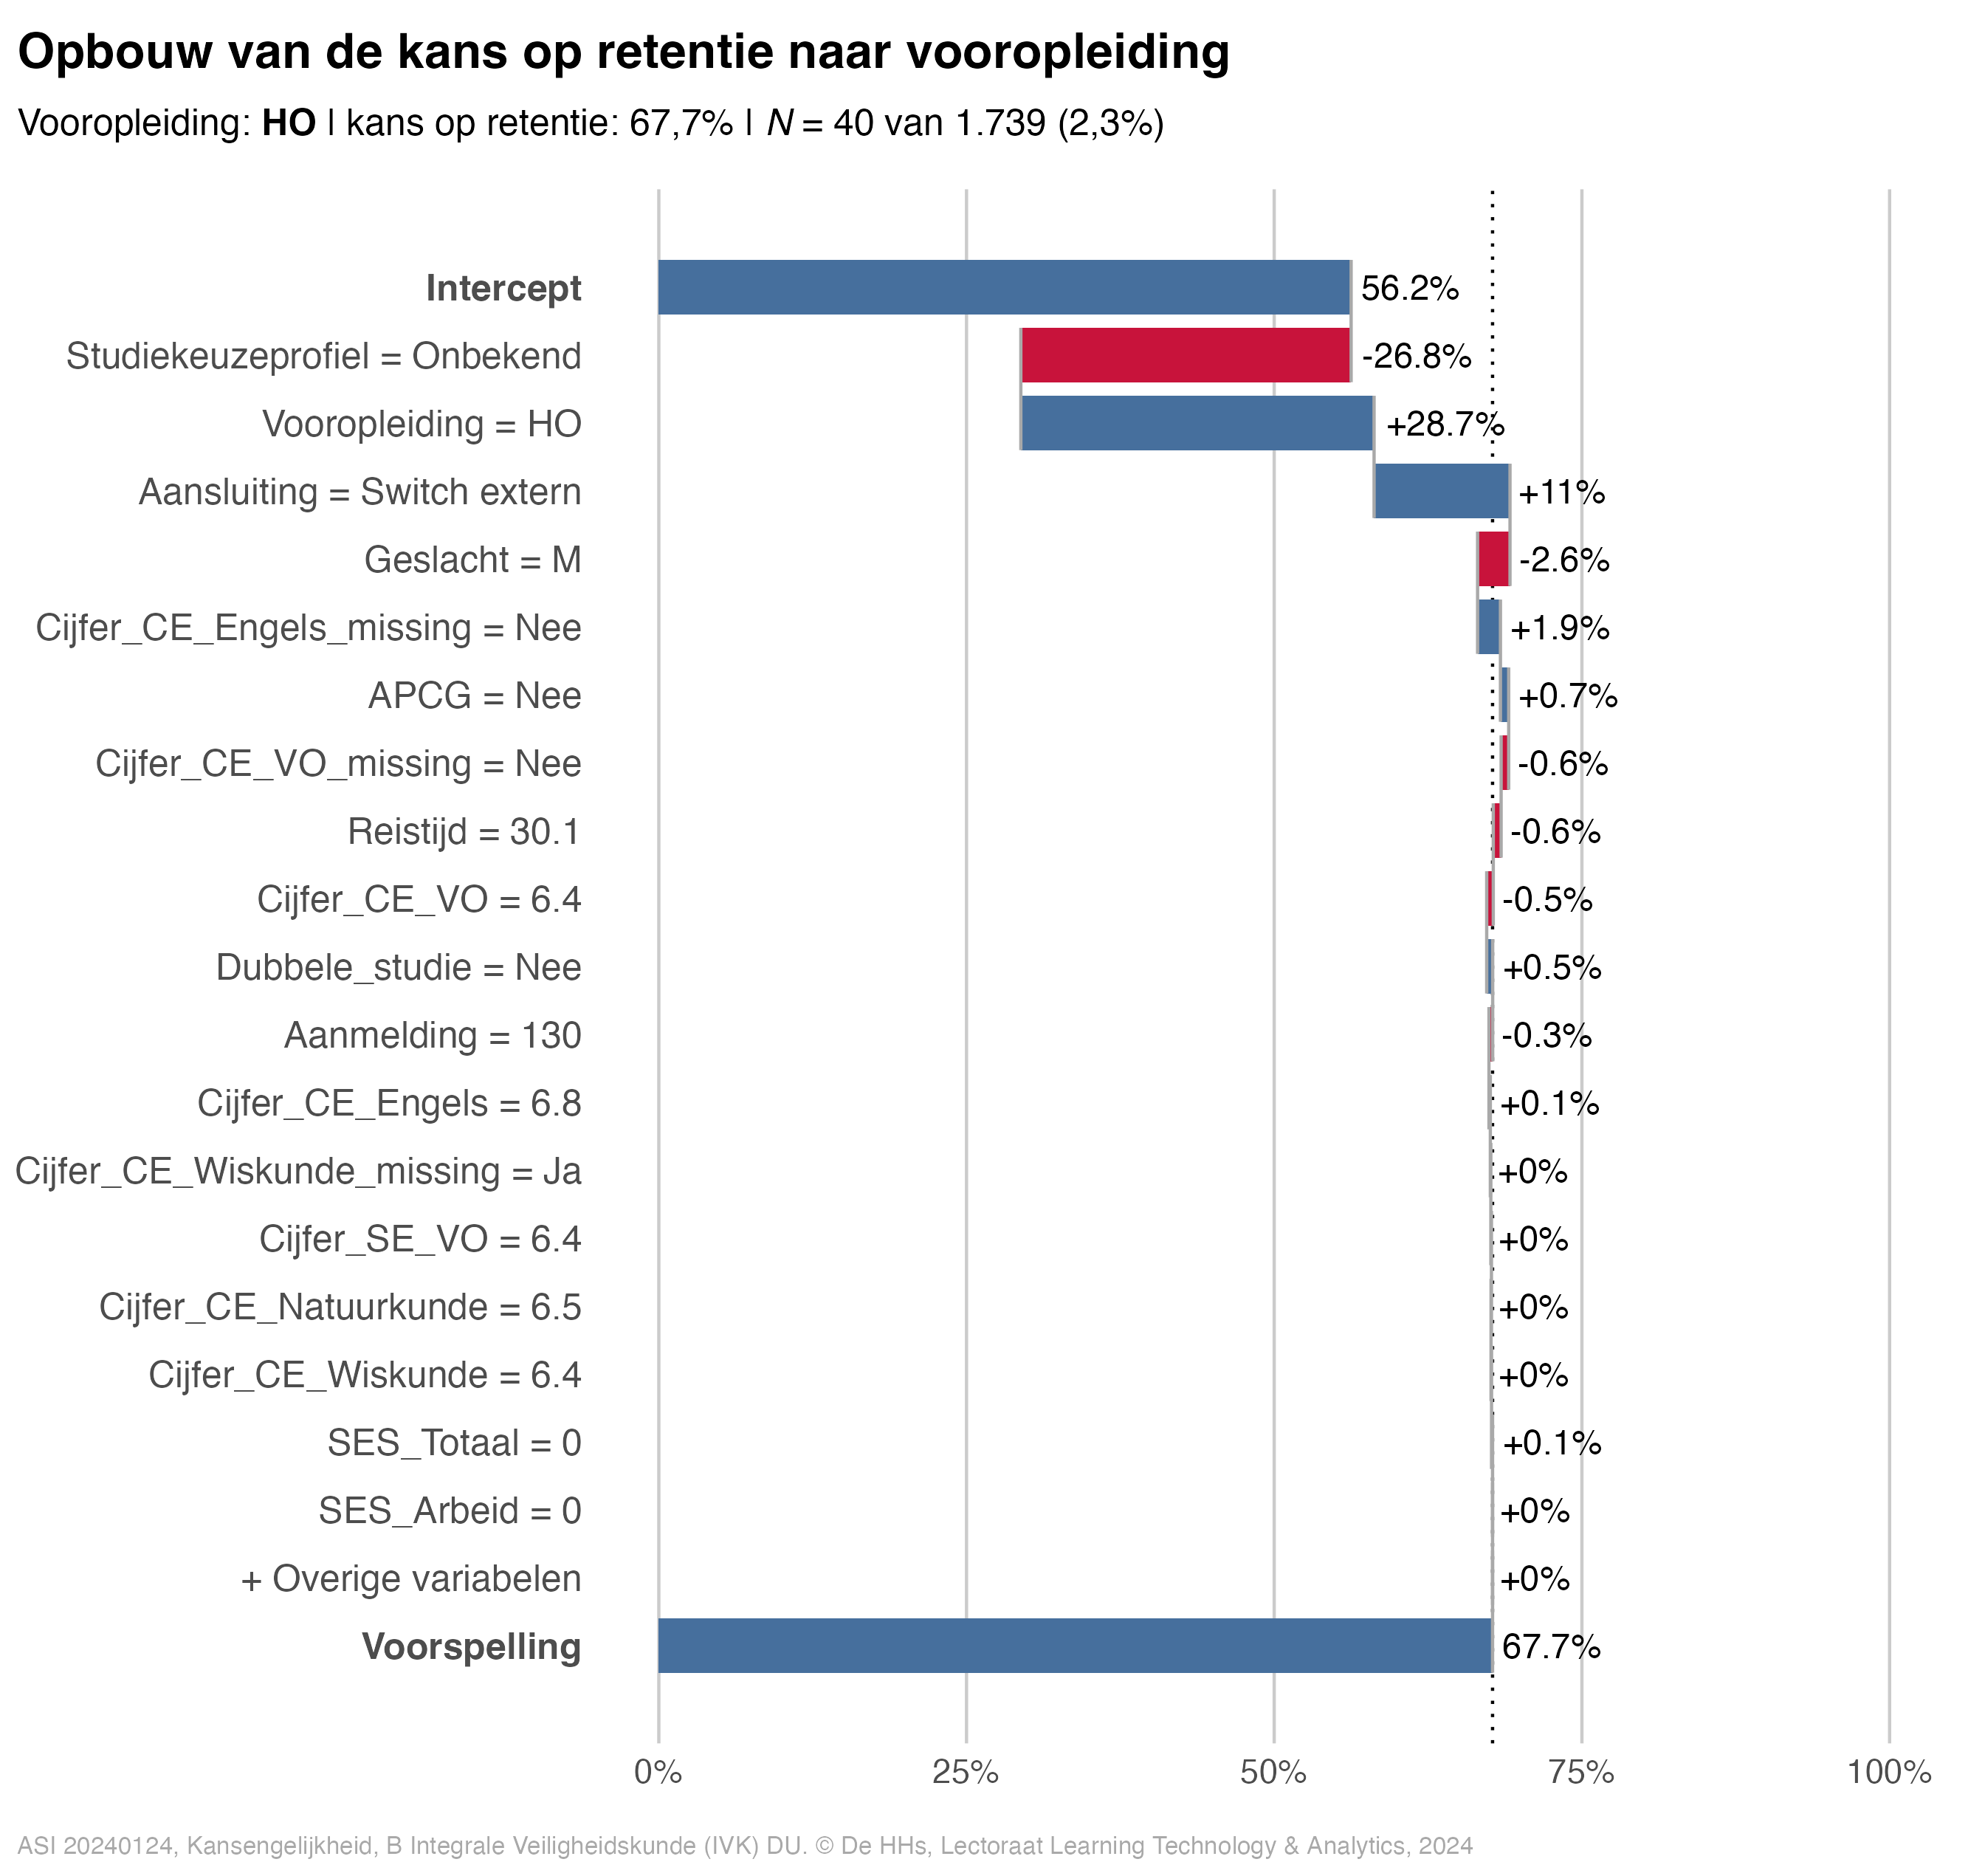 Opbouw van de kans op retentie naar vooropleiding
Vooropleiding: HO | kans op retentie: 67,7% | N = 40 van 1.739 (2,3%)
Intercept 56.2%
Studiekeuzeprofiel = Onbekend -26.8%
Vooropleiding = HO +28.7%
Aansluiting = Switch extern +11%
Geslacht = M -2.6%
Cijfer_CE_Engels_missing = Nee +1.9%
APCG = Nee +0.7%
Cijfer_CE_VO_missing = Nee -0.6%
Reistijd = 30.1 -0.6%
Cijfer_CE_VO = 6.4 -0.5%
Dubbele_studie = Nee +0.5%
Aanmelding = 130 -0.3%
Cijfer_CE_Engels = 6.8 +0.1%
Cijfer_CE_Wiskunde_missing = Ja +0%
Cijfer_SE_VO = 6.4 +0%
Cijfer_CE_Natuurkunde = 6.5 +0%
Cijfer_CE_Wiskunde = 6.4 +0%
SES_Totaal = 0 +0.1%
SES_Arbeid = 0 +0%
+ Overige variabelen +0%
Voorspelling 67.7%
0% 25% 50% 75% 100%
ASI 20240124, Kansengelijkheid, B Integrale Veiligheidskunde (IVK) DU. © De HHs, Lectoraat Learning Technology & Analytics, 2024